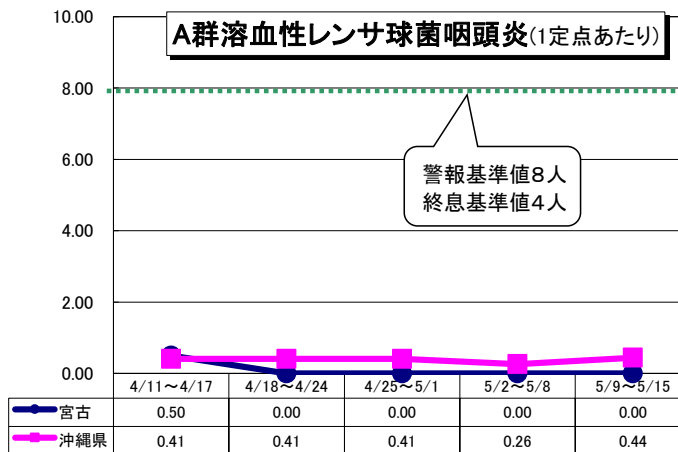 A群溶血性レンサ球菌咽頭炎(1定点あたり)
10.00
8.00
6.00
4.00
2.00
0.00
警報基準値8人
終息基準値4人
4/11～4/17 4/18～4/24 4/25～5/1 5/2～5/8 5/9～5/15
宮古 0.50 0.00 0.00 0.00 0.00
沖縄県 0.41 0.41 0.41 0.26 0.44